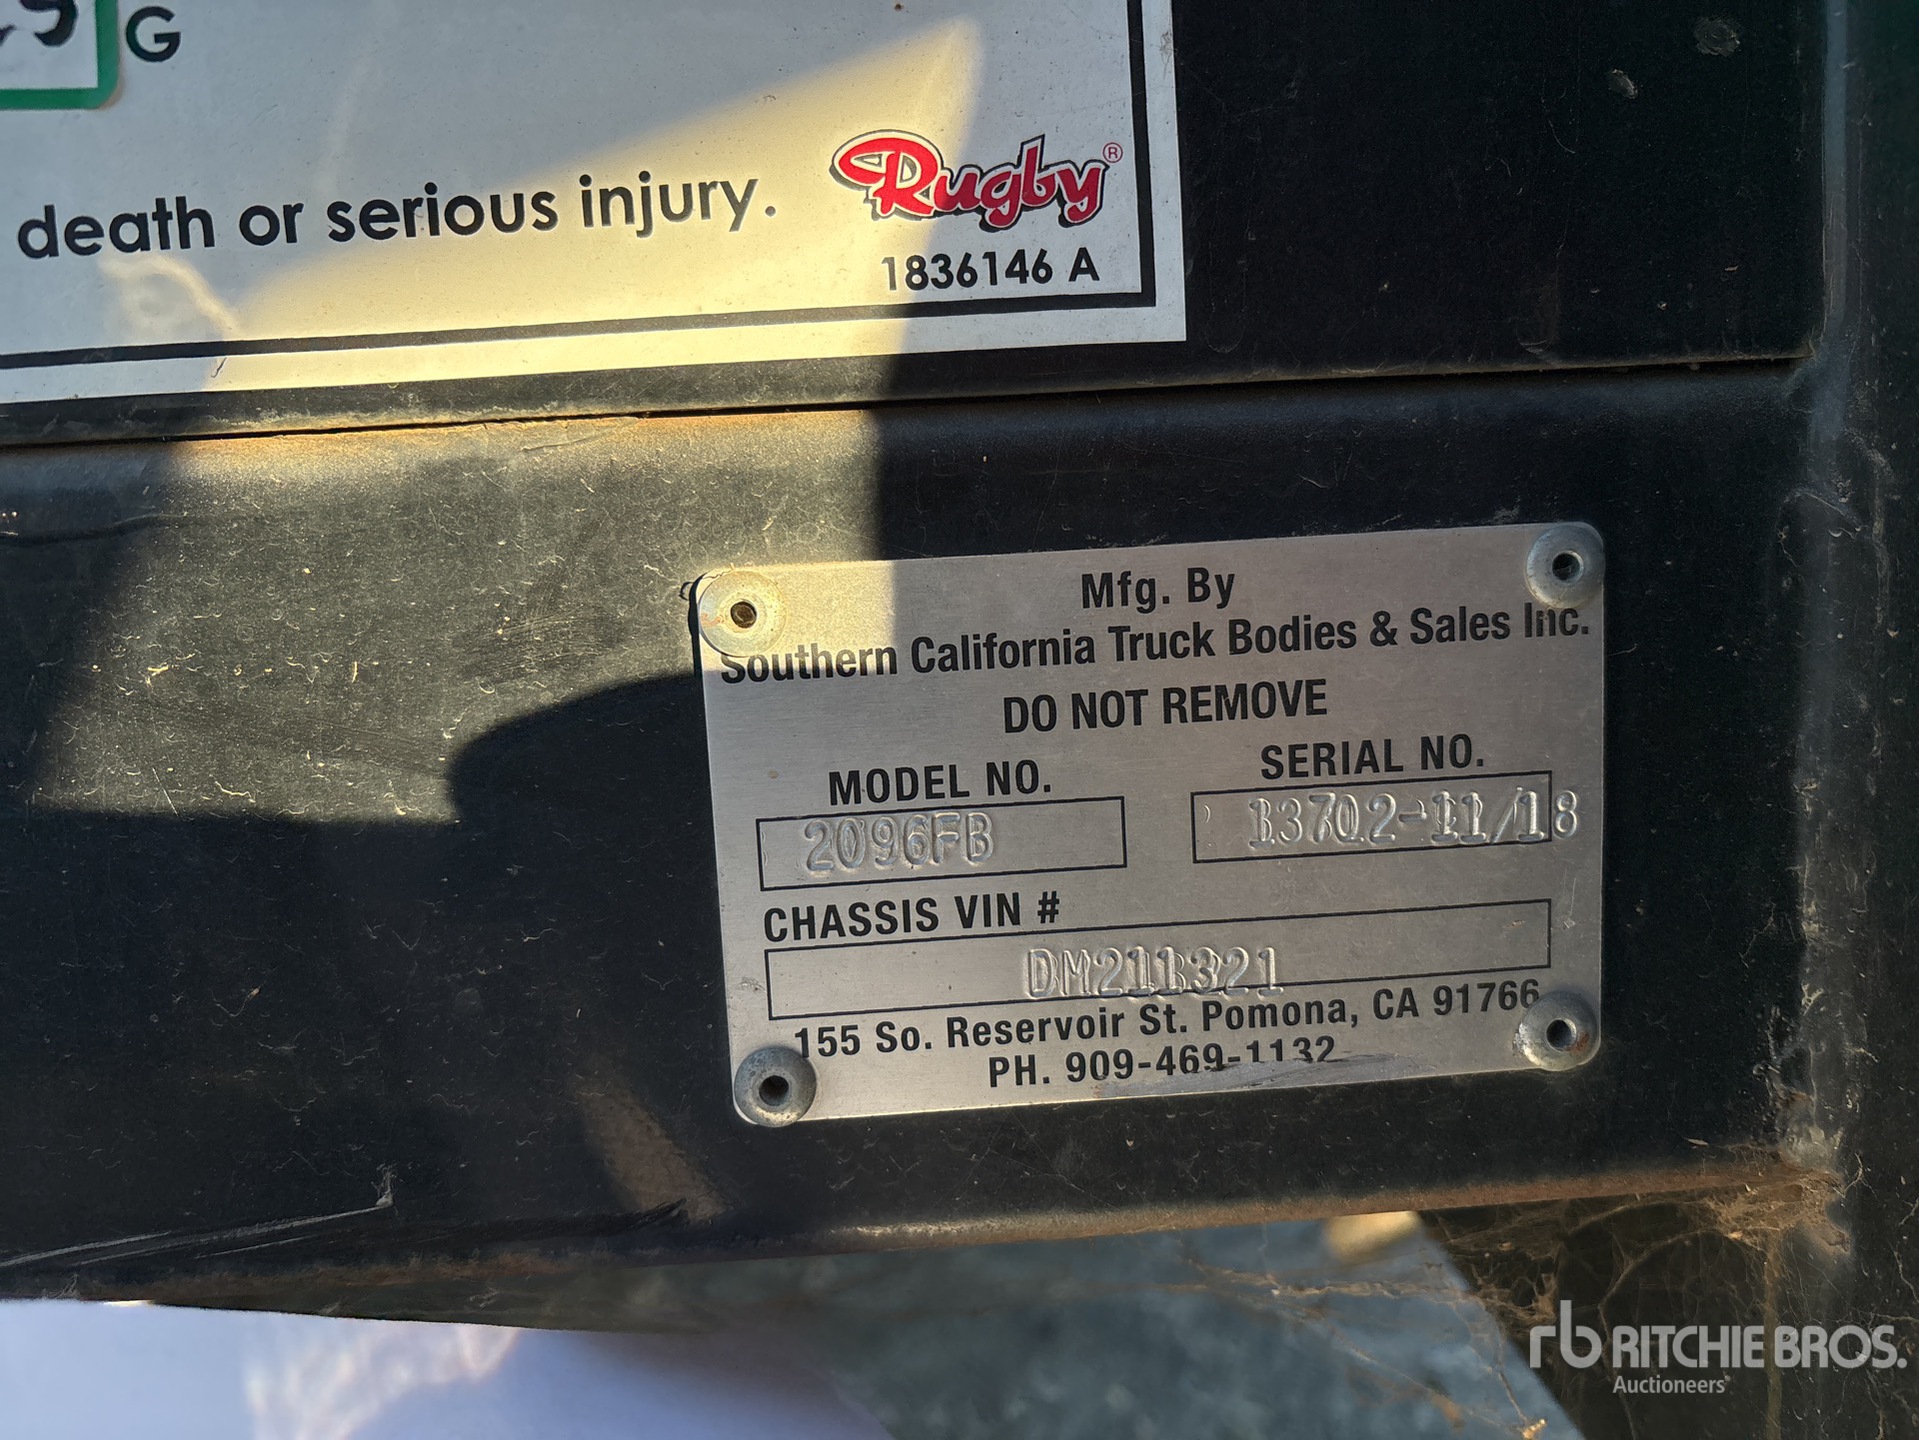 G
death or serious injury.
Rugby®
1836146 A
Mfg. By
Southern California Truck Bodies & Sales Inc.
DO NOT REMOVE
MODEL NO.
SERIAL NO.
2096FB
13702-11/18
CHASSIS VIN #
DM211321
155 So. Reservoir St. Pomona, CA 91766
PH. 909-469-1132
rb RITCHIE BROS.
Auctioneers